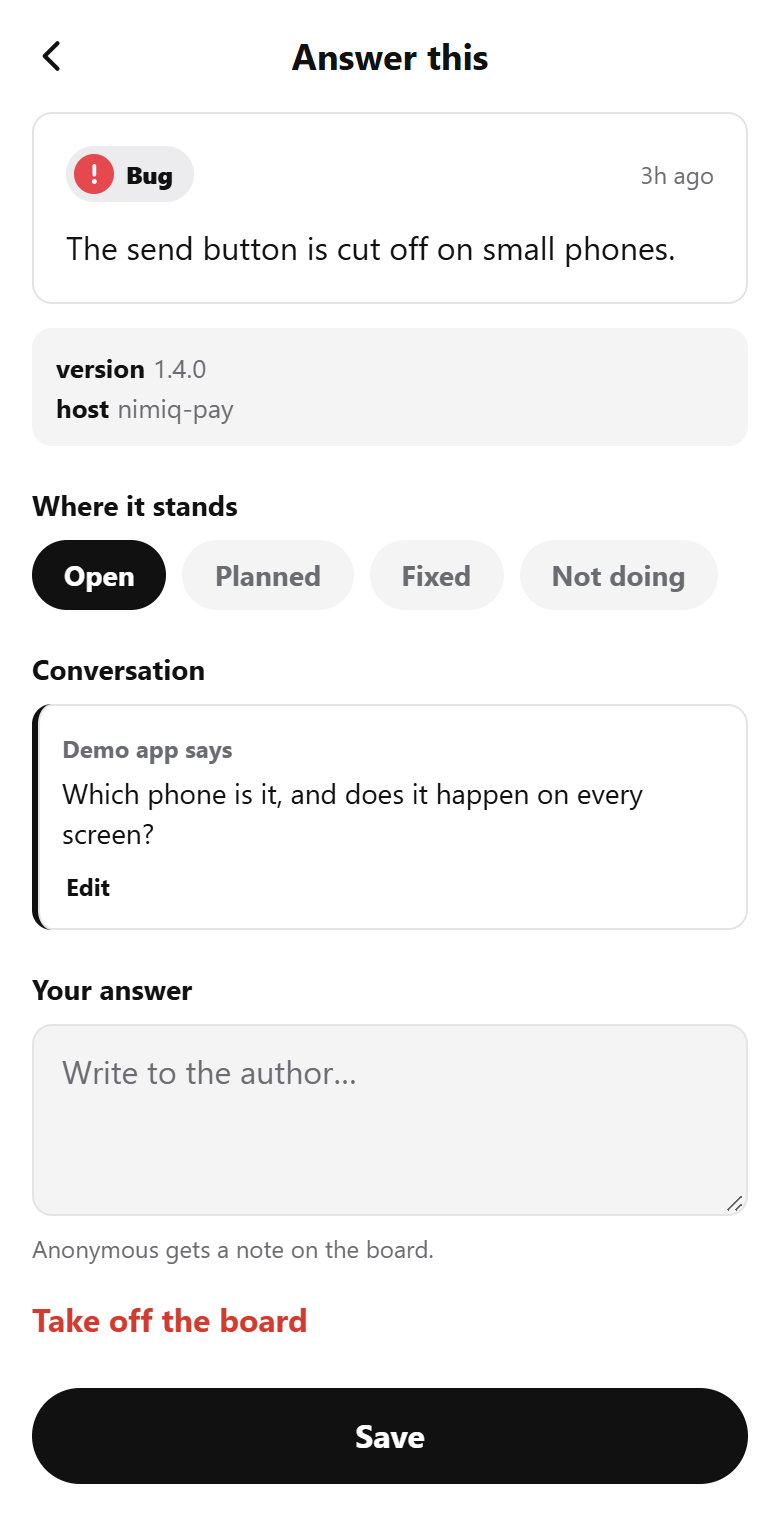 Answer this
Bug
3h ago
The send button is cut off on small phones.
version 1.4.0
host nimiq-pay
Where it stands
Open
Planned
Fixed
Not doing
Conversation
Demo app says
Which phone is it, and does it happen on every
screen?
Edit
Your answer
Write to the author...
Anonymous gets a note on the board.
Take off the board
Save